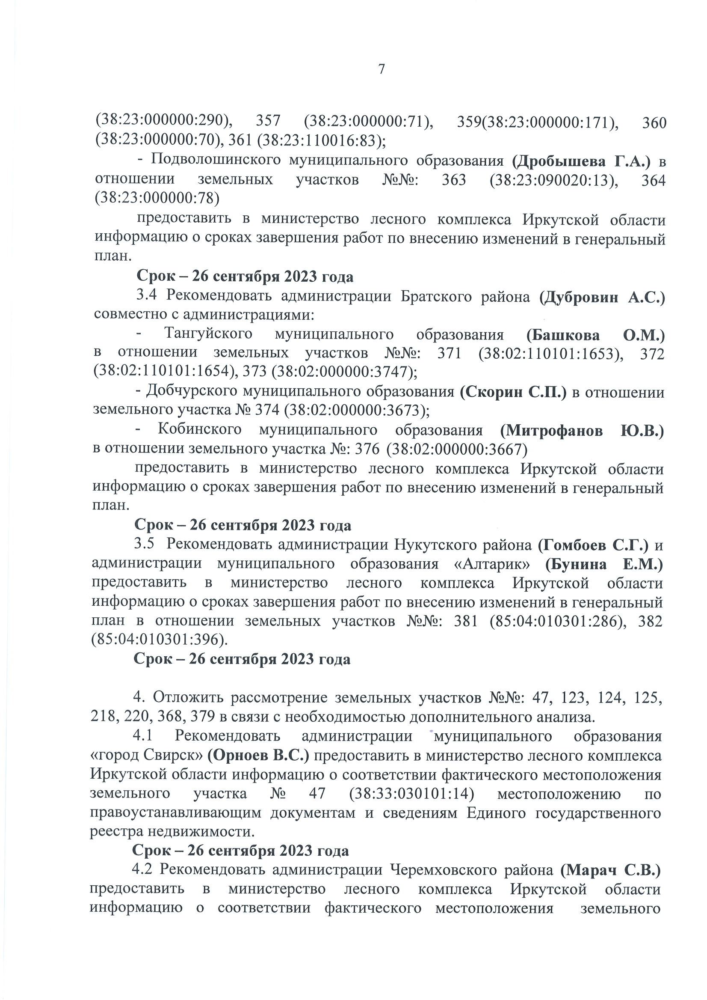 7
(38:23:000000:290), 357 (38:23:000000:71), 359(38:23:000000:171), 360
(38:23:000000:70), 361 (38:23:110016:83);
- Подволошинского муниципального образования (Дробышева Г.А.) в
отношении земельных участков №№: 363 (38:23:090020:13), 364
(38:23:000000:78)
предоставить в министерство лесного комплекса Иркутской области
информацию о сроках завершения работ по внесению изменений в генеральный
план.
Срок – 26 сентября 2023 года
3.4 Рекомендовать администрации Братского района (Дубровин А.С.)
совместно с администрациями:
- Тангуйского муниципального образования (Башкова О.М.)
в отношении земельных участков №№: 371 (38:02:110101:1653), 372
(38:02:110101:1654), 373 (38:02:000000:3747);
- Добчурского муниципального образования (Скорин С.П.) в отношении
земельного участка № 374 (38:02:000000:3673);
- Кобинского муниципального образования (Митрофанов Ю.В.)
в отношении земельного участка №: 376 (38:02:000000:3667)
предоставить в министерство лесного комплекса Иркутской области
информацию о сроках завершения работ по внесению изменений в генеральный
план.
Срок – 26 сентября 2023 года
3.5 Рекомендовать администрации Нукутского района (Гомбоев С.Г.) и
администрации муниципального образования «Алтарик» (Бунина Е.М.)
предоставить в министерство лесного комплекса Иркутской области
информацию о сроках завершения работ по внесению изменений в генеральный
план в отношении земельных участков №№: 381 (85:04:010301:286), 382
(85:04:010301:396).
Срок – 26 сентября 2023 года
4. Отложить рассмотрение земельных участков №№: 47, 123, 124, 125,
218, 220, 368, 379 в связи с необходимостью дополнительного анализа.
4.1 Рекомендовать администрации муниципального образования
«город Свирск» (Орноев В.С.) предоставить в министерство лесного комплекса
Иркутской области информацию о соответствии фактического местоположения
земельного участка № 47 (38:33:030101:14) местоположению по
правоустанавливающим документам и сведениям Единого государственного
реестра недвижимости.
Срок – 26 сентября 2023 года
4.2 Рекомендовать администрации Черемховского района (Марач С.В.)
предоставить в министерство лесного комплекса Иркутской области
информацию о соответствии фактического местоположения земельного